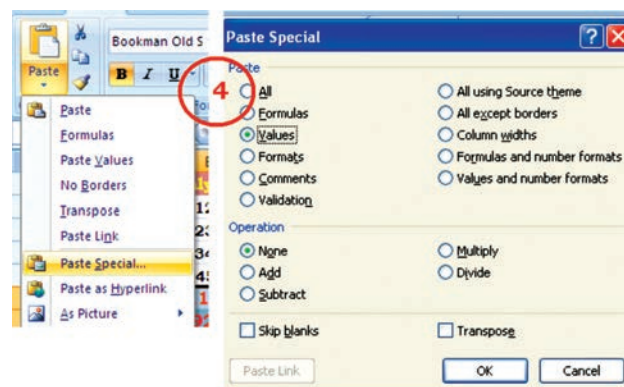 Bookman Old S
Paste
B I U
Paste
Formulas
Paste Values
No Borders
Transpose
Paste Link
Paste Special...
Paste as Hyperlink
As Picture
4
Paste Special
Paste
All
Formulas
Values
Formats
Comments
Validation
All using Source theme
All except borders
Column widths
Formulas and number formats
Values and number formats
Operation
None
Add
Subtract
Multiply
Divide
Skip blanks
Transpose
Paste Link
OK
Cancel